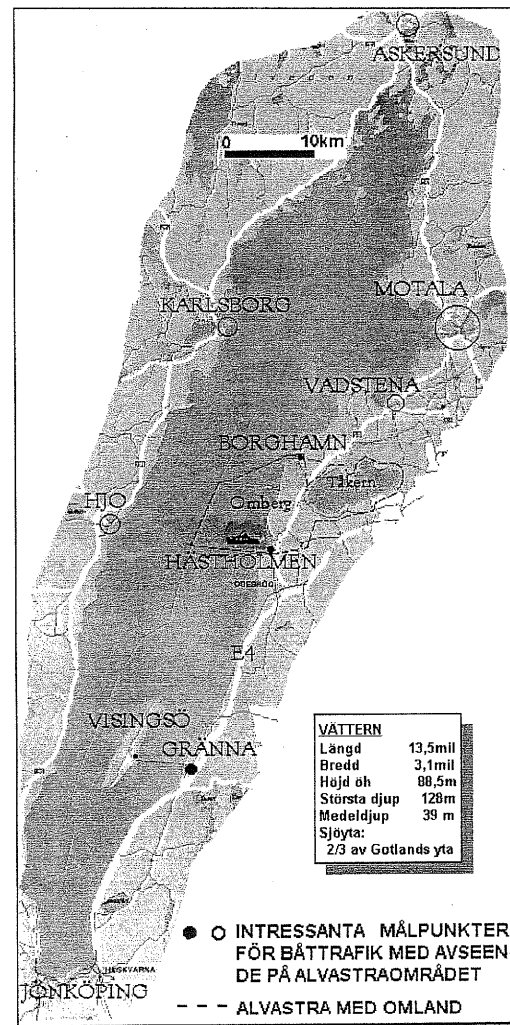 ASKERSUND
0 10km
KARLSBORG
MOTALA
VADSTENA
BORGHAMN
Tåkern
Omberg
HJO
HÄSTHOLMEN
ÖDESHÖG
E4
VISINGSÖ
GRÄNNA
VÄTTERN
Längd 13,5mil
Bredd 3,1mil
Höjd öh 88,5m
Största djup 128m
Medeldjup 39 m
Sjöyta:
2/3 av Gotlands yta
HUSKVARNA
JÖNKÖPING
INTRESSANTA MÅLPUNKTER
FÖR BÅTTRAFIK MED AVSEEN-
DE PÅ ALVASTRAOMRÅDET
ALVASTRA MED OMLAND